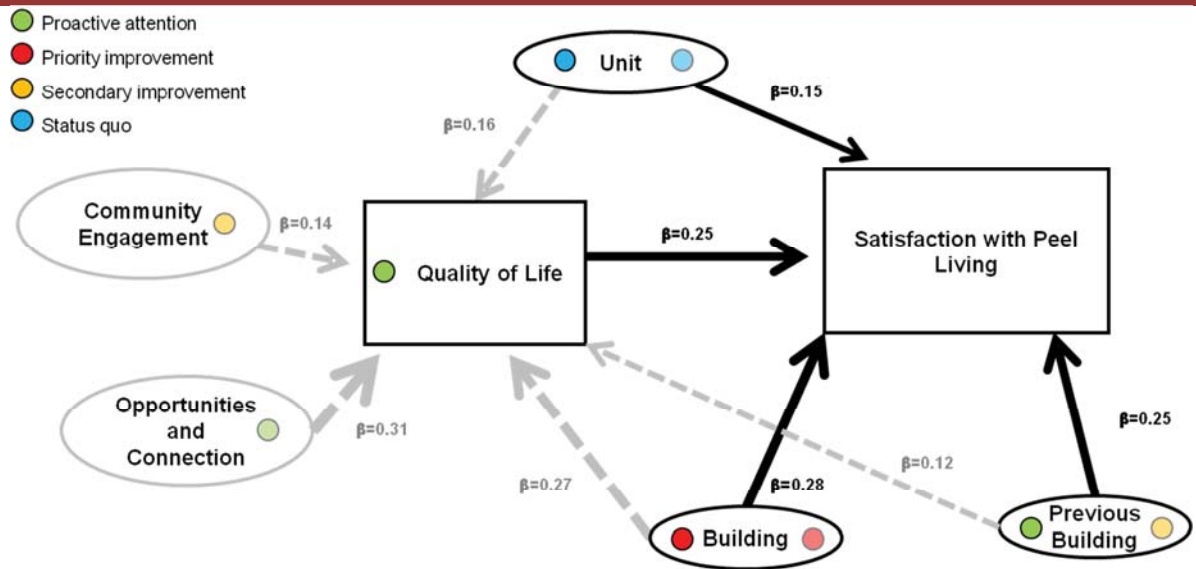 Proactive attention
Priority improvement
Secondary improvement
Status quo
Unit
β=0.15
β=0.16
Community
Engagement
β=0.14
Quality of Life
β=0.25
Satisfaction with Peel
Living
Opportunities
and
Connection
β=0.31
β=0.27
β=0.28
β=0.12
β=0.25
Building
Previous
Building